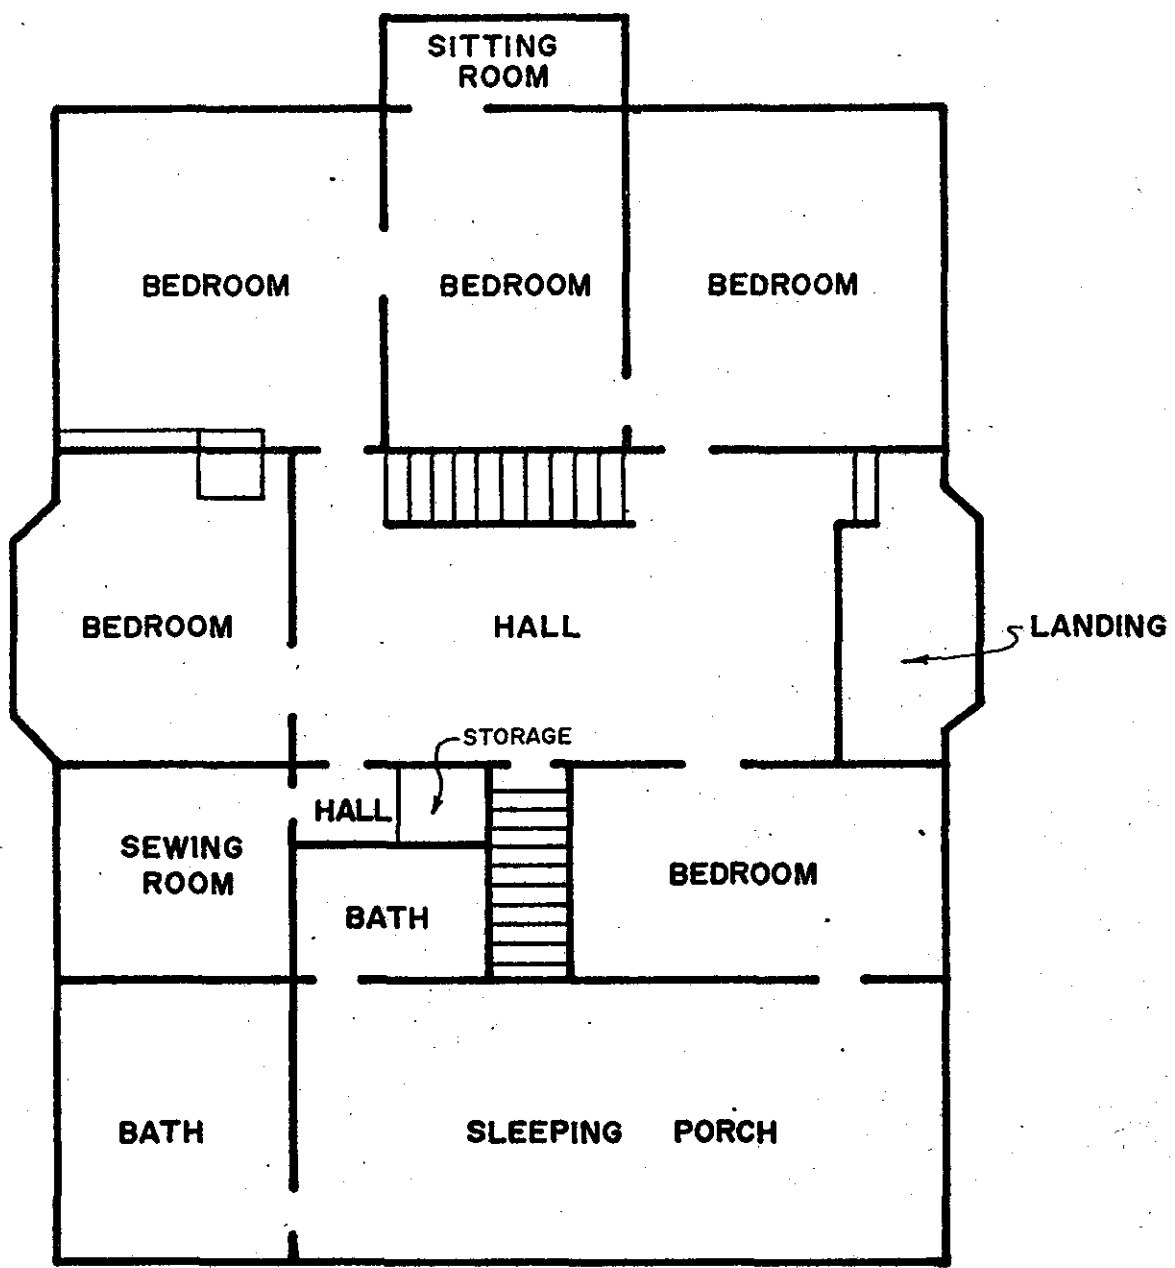 SITTING
ROOM
BEDROOM
BEDROOM
BEDROOM
BEDROOM
HALL
LANDING
STORAGE
HALL
SEWING
ROOM
BEDROOM
BATH
BATH
SLEEPING PORCH